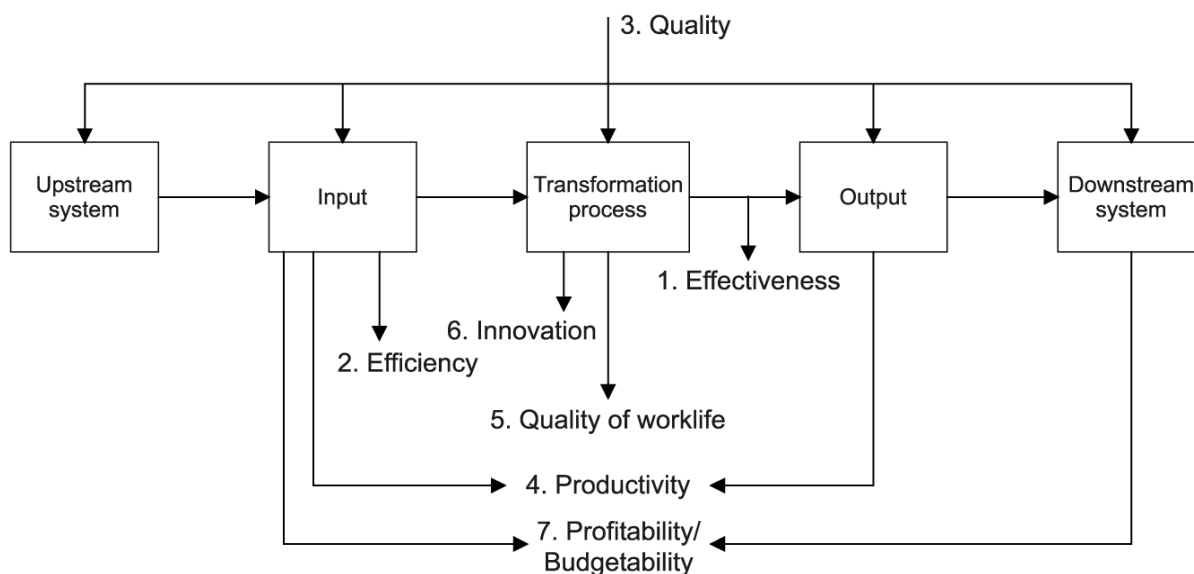 3. Quality
Upstream
system
Input
Transformation
process
Output
Downstream
system
1. Effectiveness
6. Innovation
2. Efficiency
5. Quality of worklife
4. Productivity
7. Profitability/
Budgetability